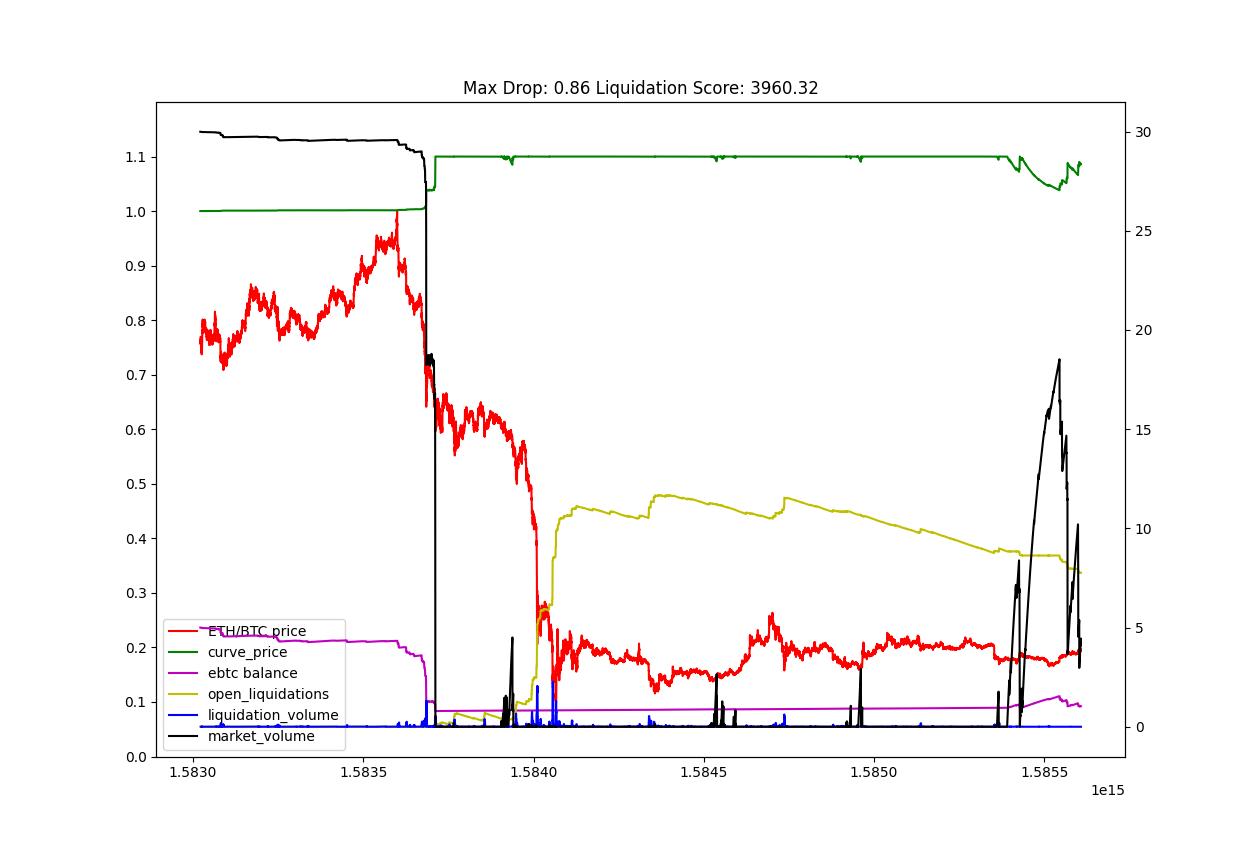 Max Drop: 0.86 Liquidation Score: 3960.32
1.1
1.0
0.9
0.8
0.7
0.6
0.5
0.4
0.3
0.2
0.1
0.0
30
25
20
15
10
5
0
ETH/BTC price
curve_price
ebtc balance
open_liquidations
liquidation_volume
market_volume
1.5830 1.5835 1.5840 1.5845 1.5850 1.5855
1e15